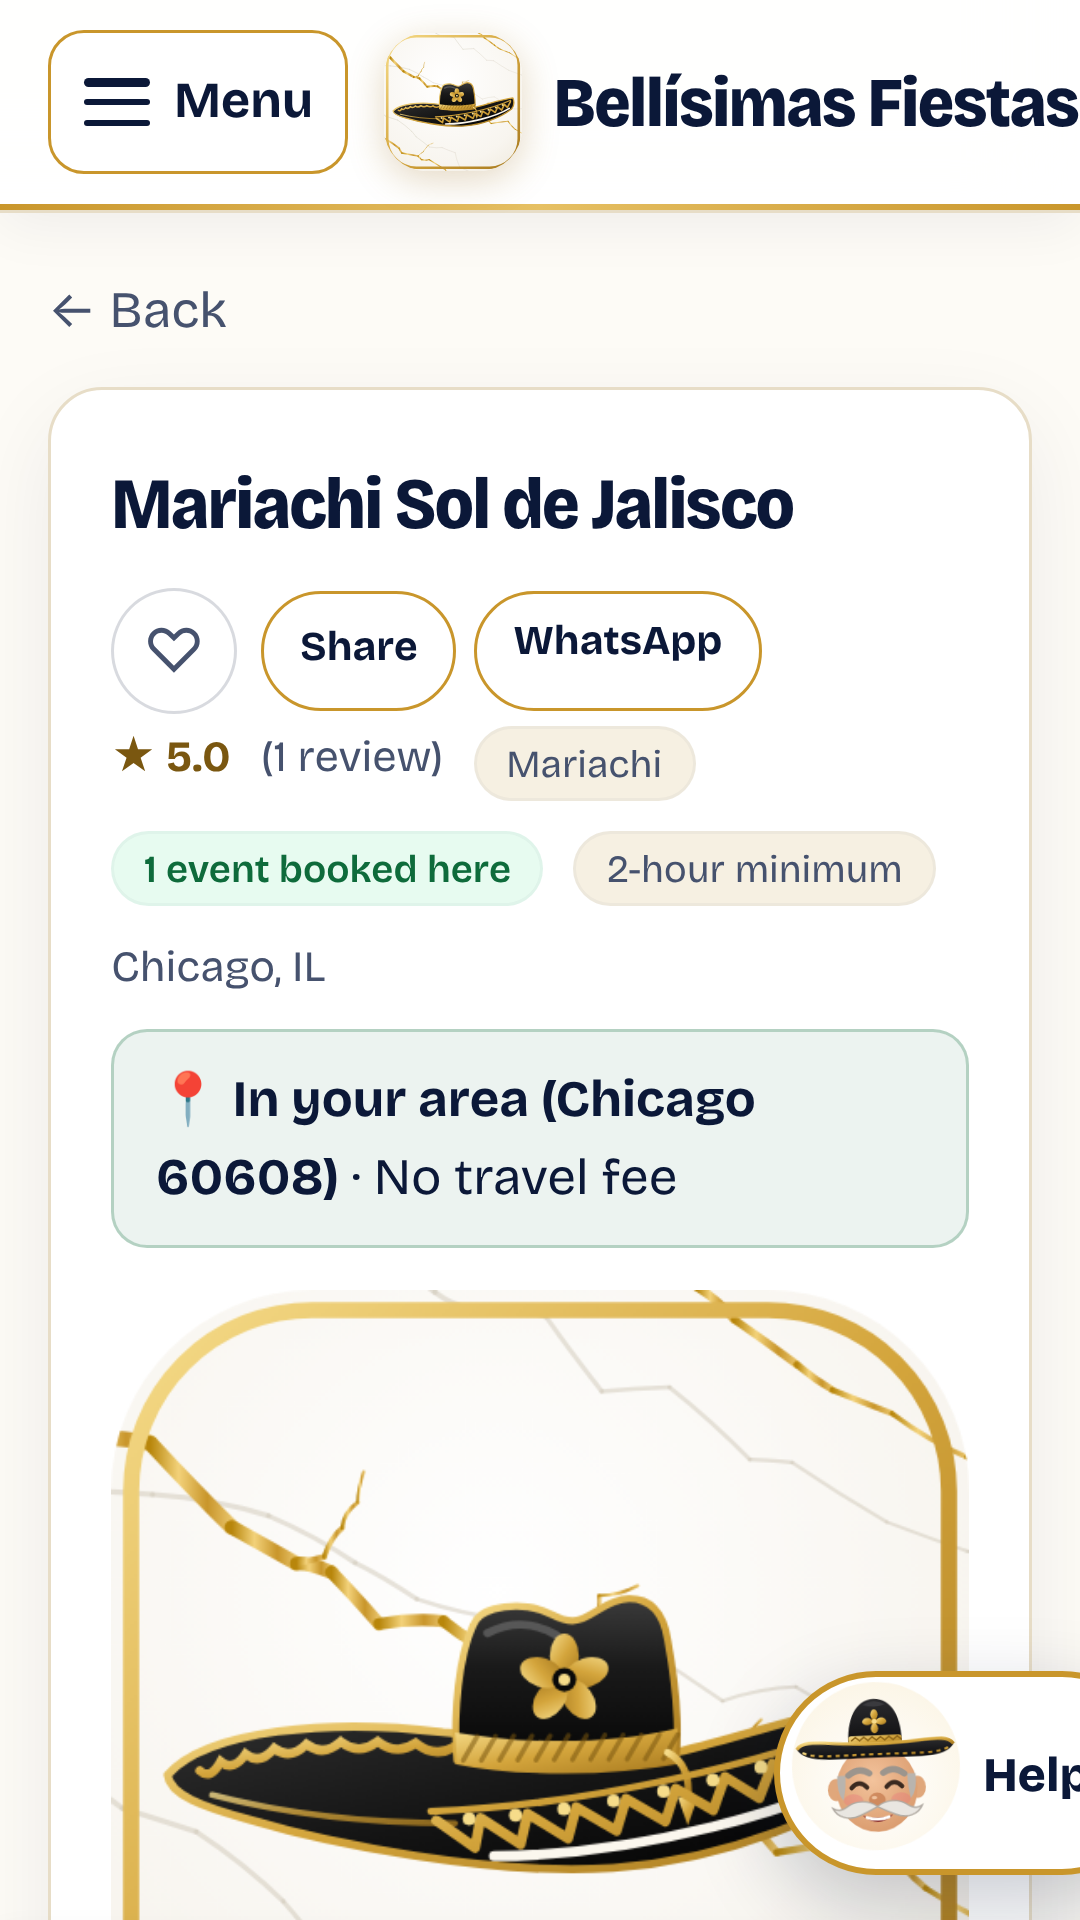 Menu
Bellísimas Fiestas
← Back
Mariachi Sol de Jalisco
Share
WhatsApp
★ 5.0 (1 review) Mariachi
1 event booked here
2-hour minimum
Chicago, IL
📍 In your area (Chicago
60608) · No travel fee
Help